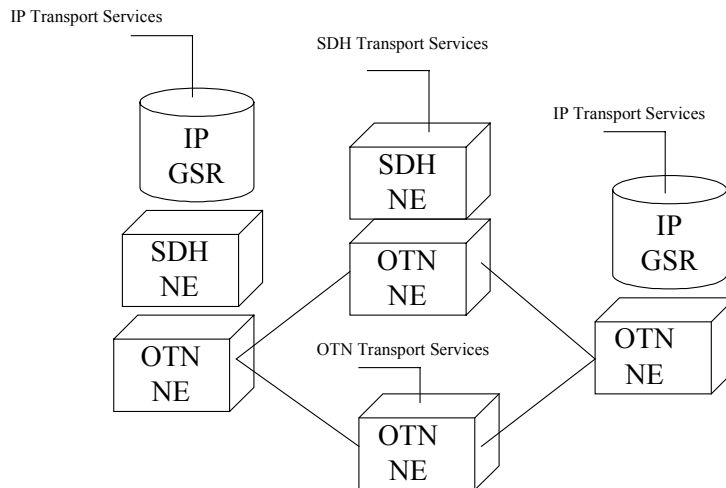 IP Transport Services
SDH Transport Services
IP Transport Services
IP
GSR
SDH
NE
SDH
NE
OTN
NE
IP
GSR
OTN
NE
OTN
NE
OTN Transport Services
OTN
NE